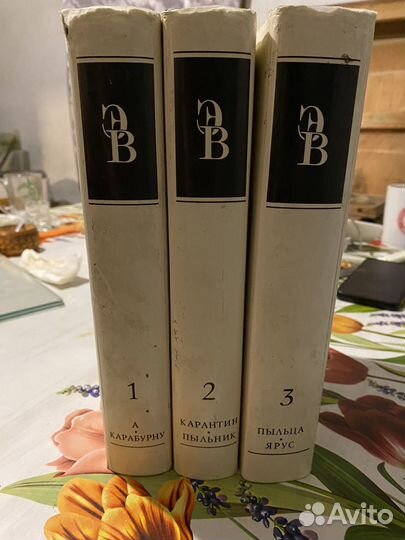 ЭВ
1
А
•
КАРАБУРНУ
ЭВ
2
КАРАНТИН
•
ПЫЛЬНИК
ЭВ
3
ПЫЛЬЦА
•
ЯРУС
Avito